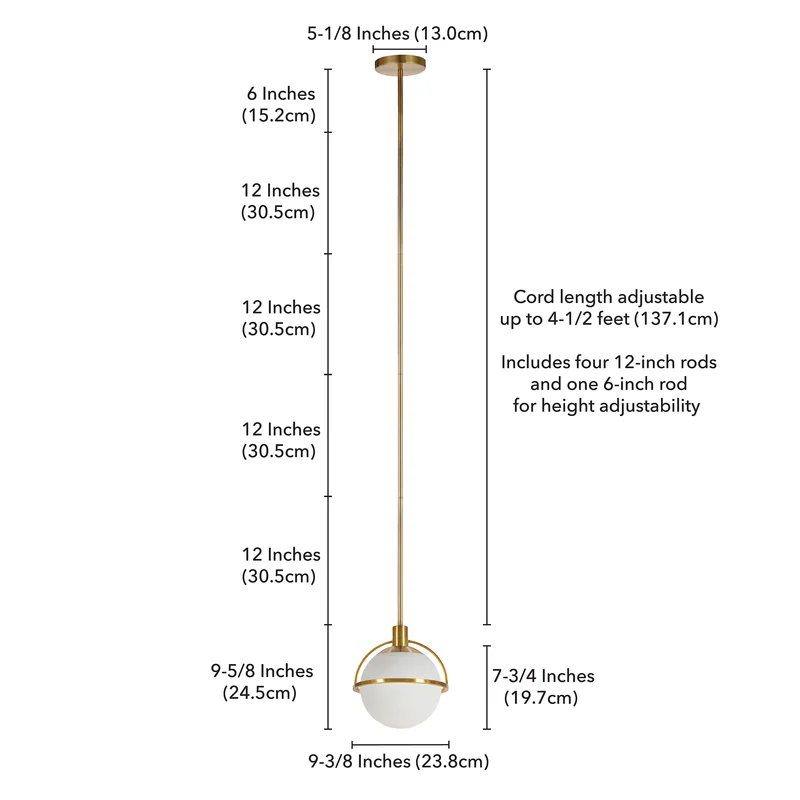 5-1/8 Inches (13.0cm)
6 Inches
(15.2cm)
12 Inches
(30.5cm)
12 Inches
(30.5cm)
Cord length adjustable
up to 4-1/2 feet (137.1cm)
Includes four 12-inch rods
and one 6-inch rod
for height adjustability
12 Inches
(30.5cm)
12 Inches
(30.5cm)
9-5/8 Inches
(24.5cm)
7-3/4 Inches
(19.7cm)
9-3/8 Inches (23.8cm)